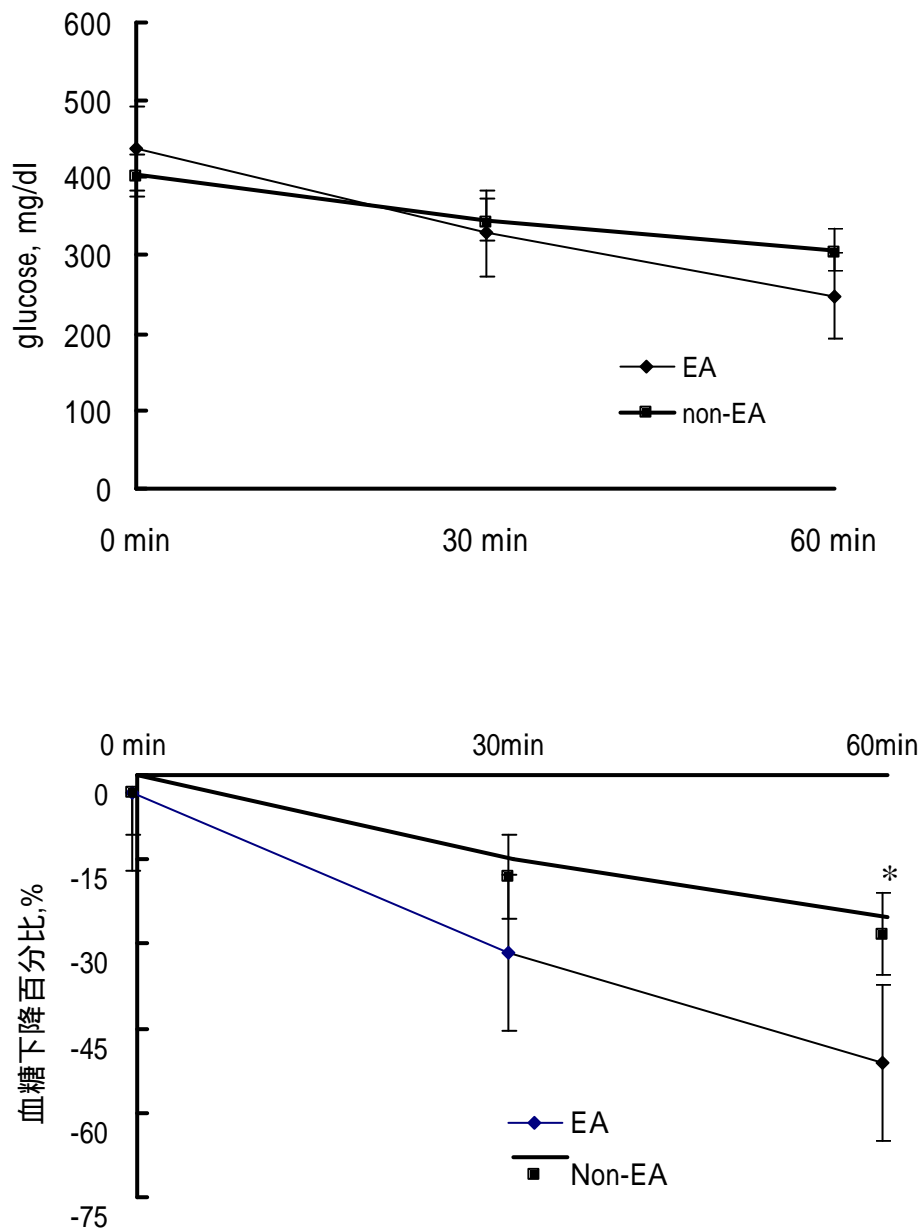 600
500
400
300
200
100
0
glucose, mg/dl
EA
non-EA
0 min 30 min 60 min
0 min 30min 60min
0
-15
-30
-45
-60
-75
血糖下降百分比,%
*
EA
Non-EA